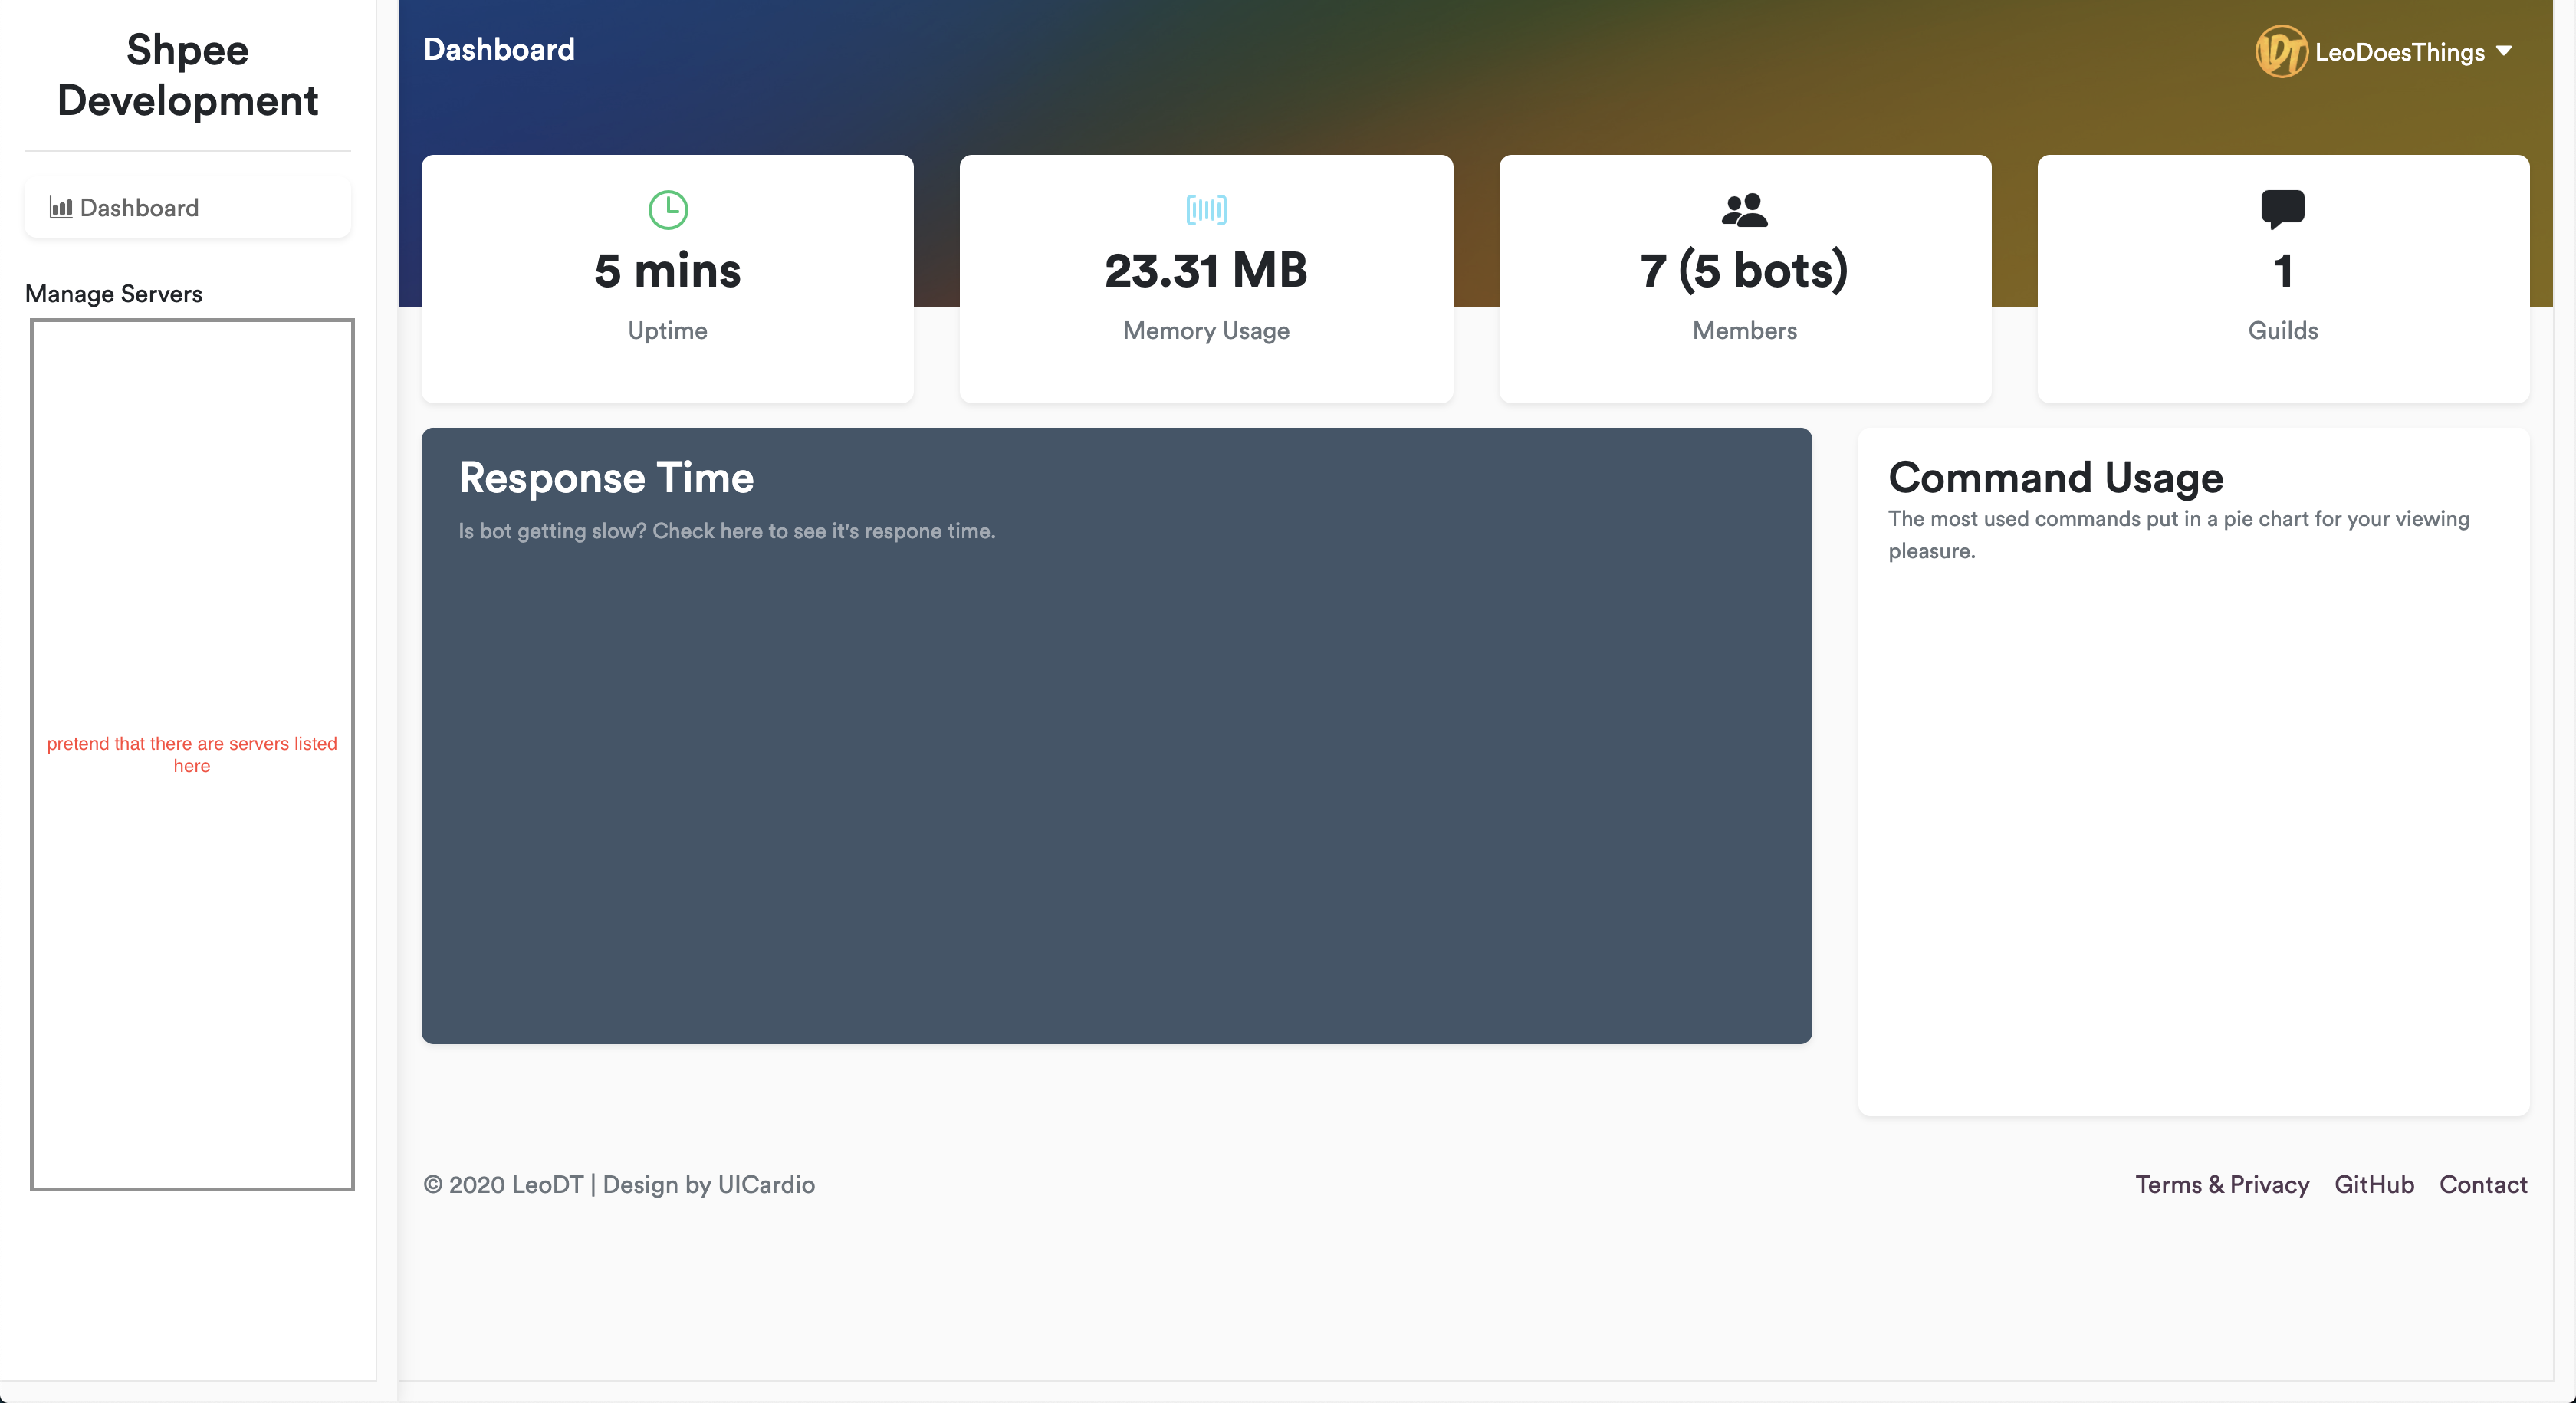 Shpee
Development
Dashboard
Manage Servers
pretend that there are servers listed
here
Dashboard
LDT LeoDoesThings
5 mins
Uptime
23.31 MB
Memory Usage
7 (5 bots)
Members
1
Guilds
Response Time
Is bot getting slow? Check here to see it's respone time.
Command Usage
The most used commands put in a pie chart for your viewing
pleasure.
© 2020 LeoDT | Design by UICardio
Terms & Privacy GitHub Contact